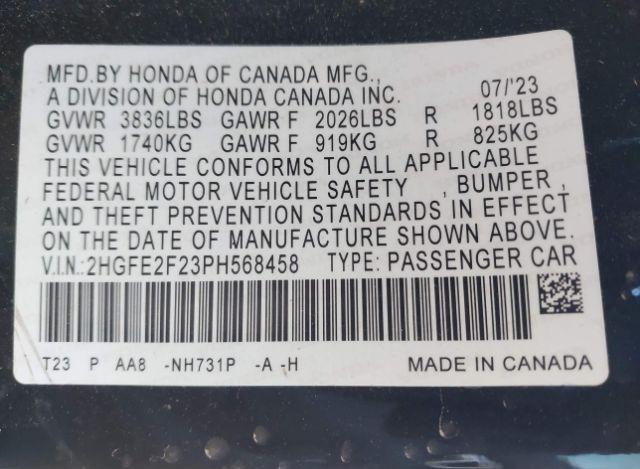 MFD.BY HONDA OF CANADA MFG.,
A DIVISION OF HONDA CANADA INC. 07/'23
GVWR 3836LBS GAWR F 2026LBS R 1818LBS
GVWR 1740KG GAWR F 919KG R 825KG
THIS VEHICLE CONFORMS TO ALL APPLICABLE
FEDERAL MOTOR VEHICLE SAFETY , BUMPER ,
AND THEFT PREVENTION STANDARDS IN EFFECT
ON THE DATE OF MANUFACTURE SHOWN ABOVE.
V.I.N.:2HGFE2F23PH568458 TYPE: PASSENGER CAR
T23 P AA8 -NH731P -A -H MADE IN CANADA